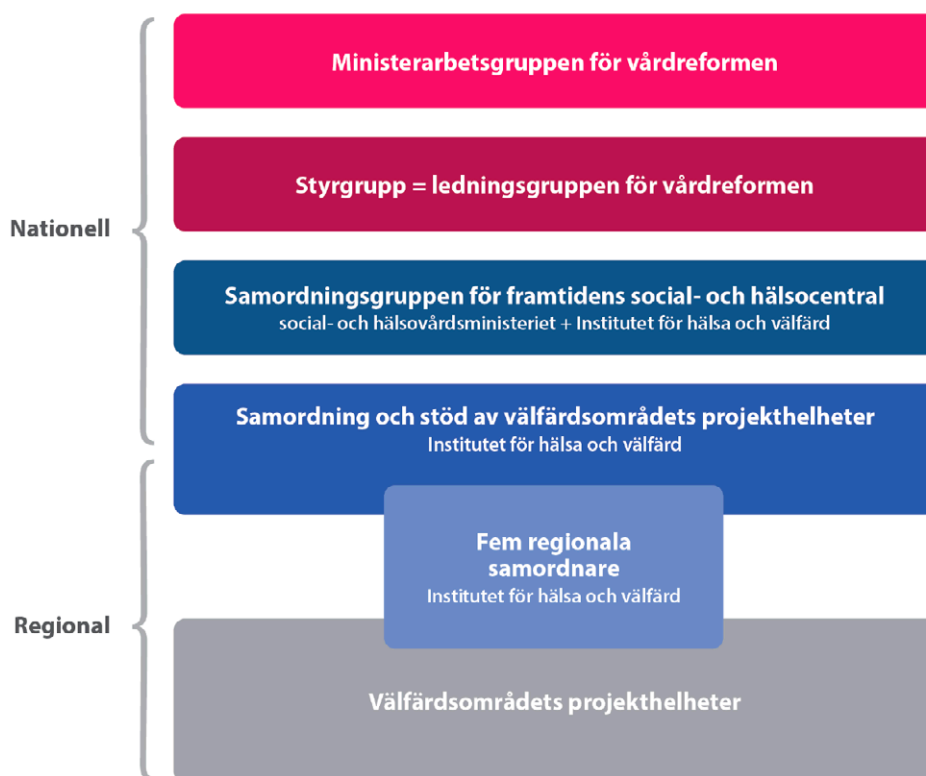 Ministerarbetsgruppen för vårdreformen
Styrgrupp = ledningsgruppen för vårdreformen
Nationell
Samordningsgruppen för framtidens social- och hälsocentral
social- och hälsovårdsministeriet + Institutet för hälsa och välfärd
Samordning och stöd av välfärdsområdets projekthelheter
Institutet för hälsa och välfärd
Fem regionala
samordnare
Institutet för hälsa och välfärd
Regional
Välfärdsområdets projekthelheter